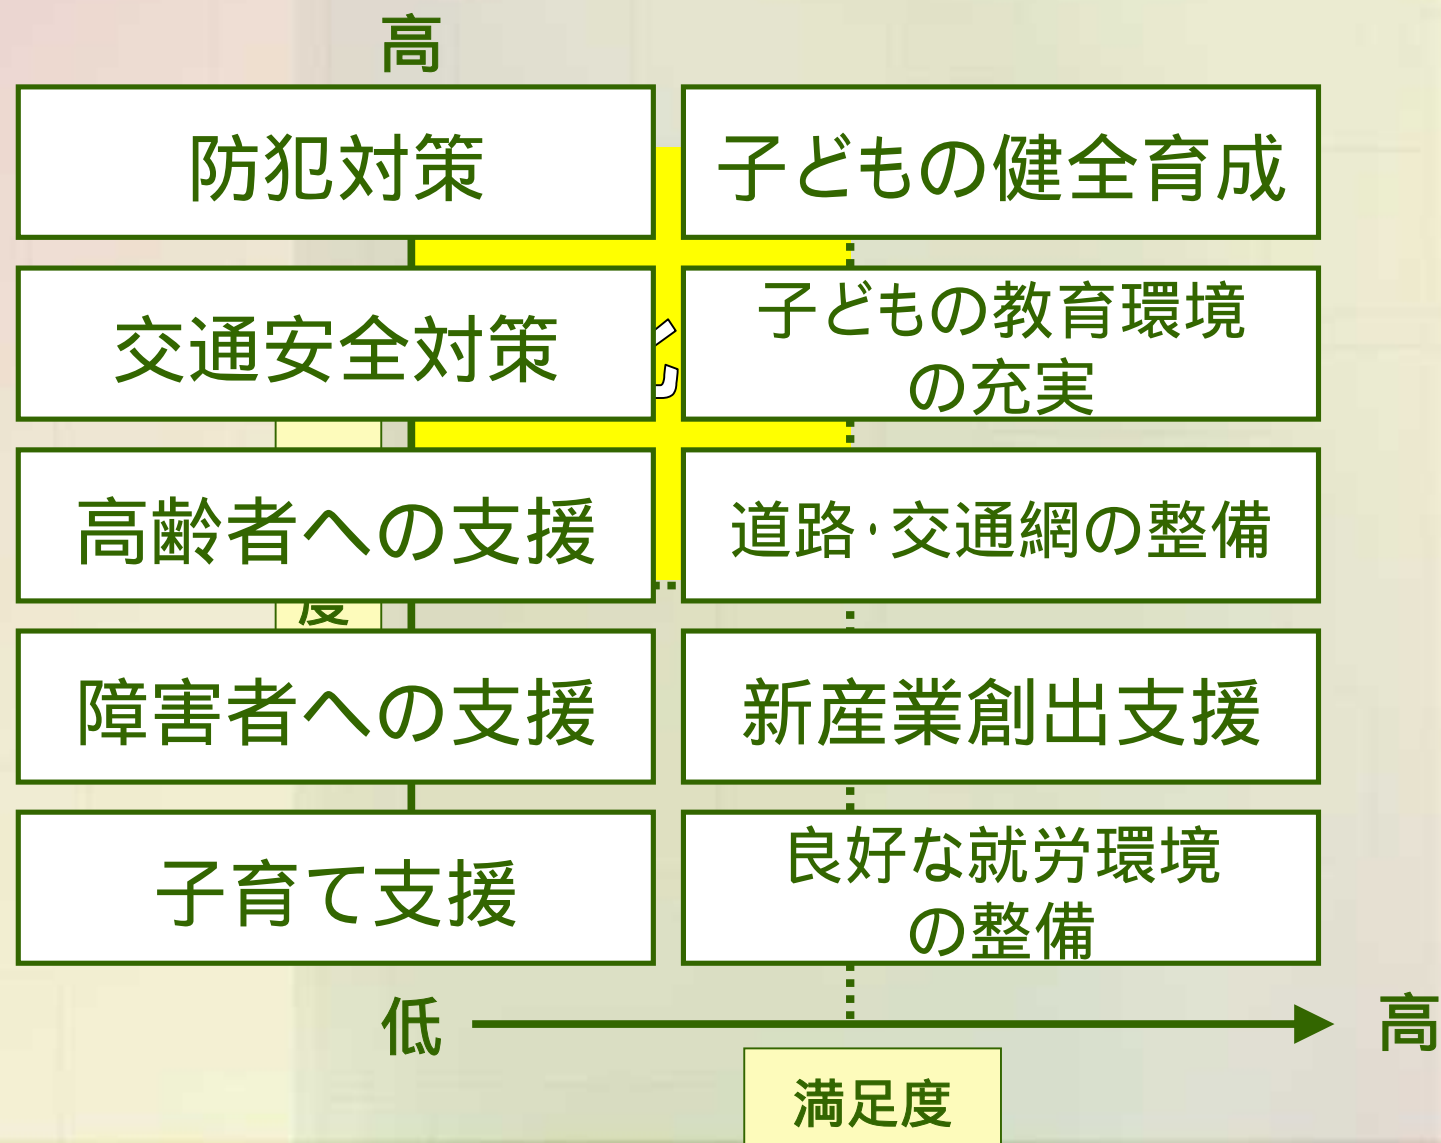 高
防犯対策
子どもの健全育成
交通安全対策
子どもの教育環境
の充実
高齢者への支援
道路・交通網の整備
度
障害者への支援
新産業創出支援
子育て支援
良好な就労環境
の整備
低
高
満足度